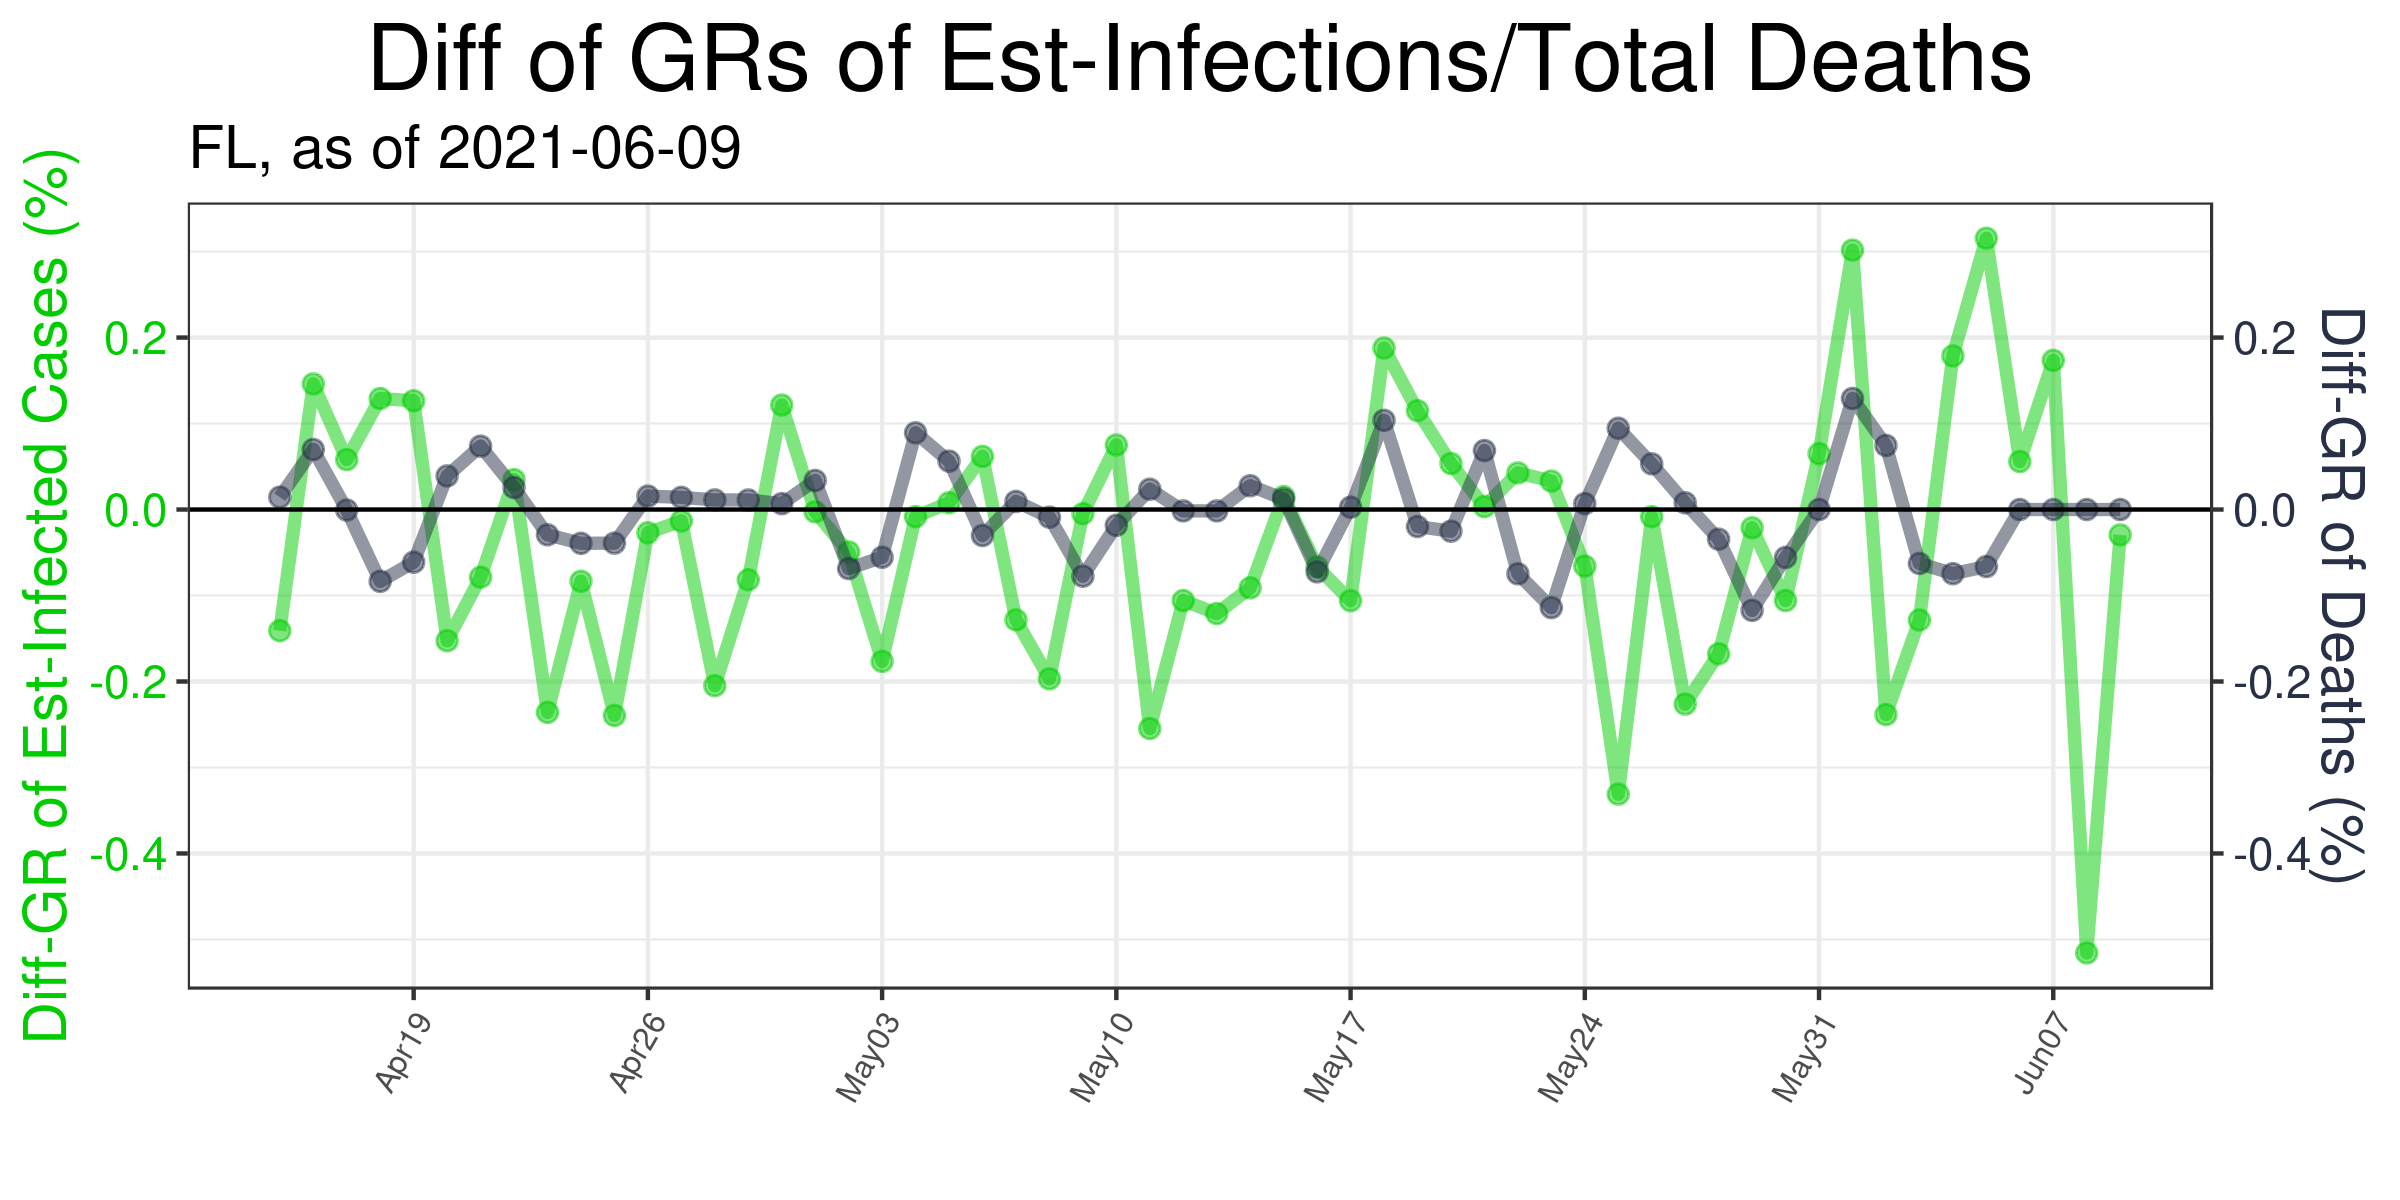 Diff of GRs of Est-Infections/Total Deaths
FL, as of 2021-06-09
Diff-GR of Est-Infected Cases (%)
0.2
0.0
-0.2
-0.4
0.2
0.0
-0.2
-0.4
Diff-GR of Deaths (%)
Apr19
Apr26
May03
May10
May17
May24
May31
Jun07